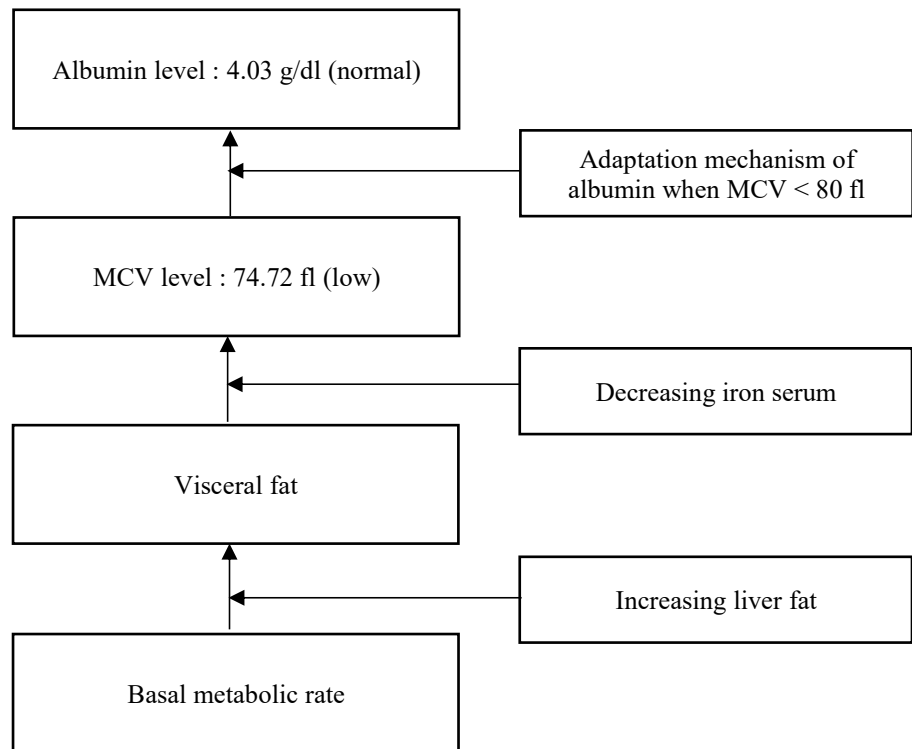 Albumin level : 4.03 g/dl (normal)
Adaptation mechanism of
albumin when MCV < 80 fl
MCV level : 74.72 fl (low)
Decreasing iron serum
Visceral fat
Increasing liver fat
Basal metabolic rate